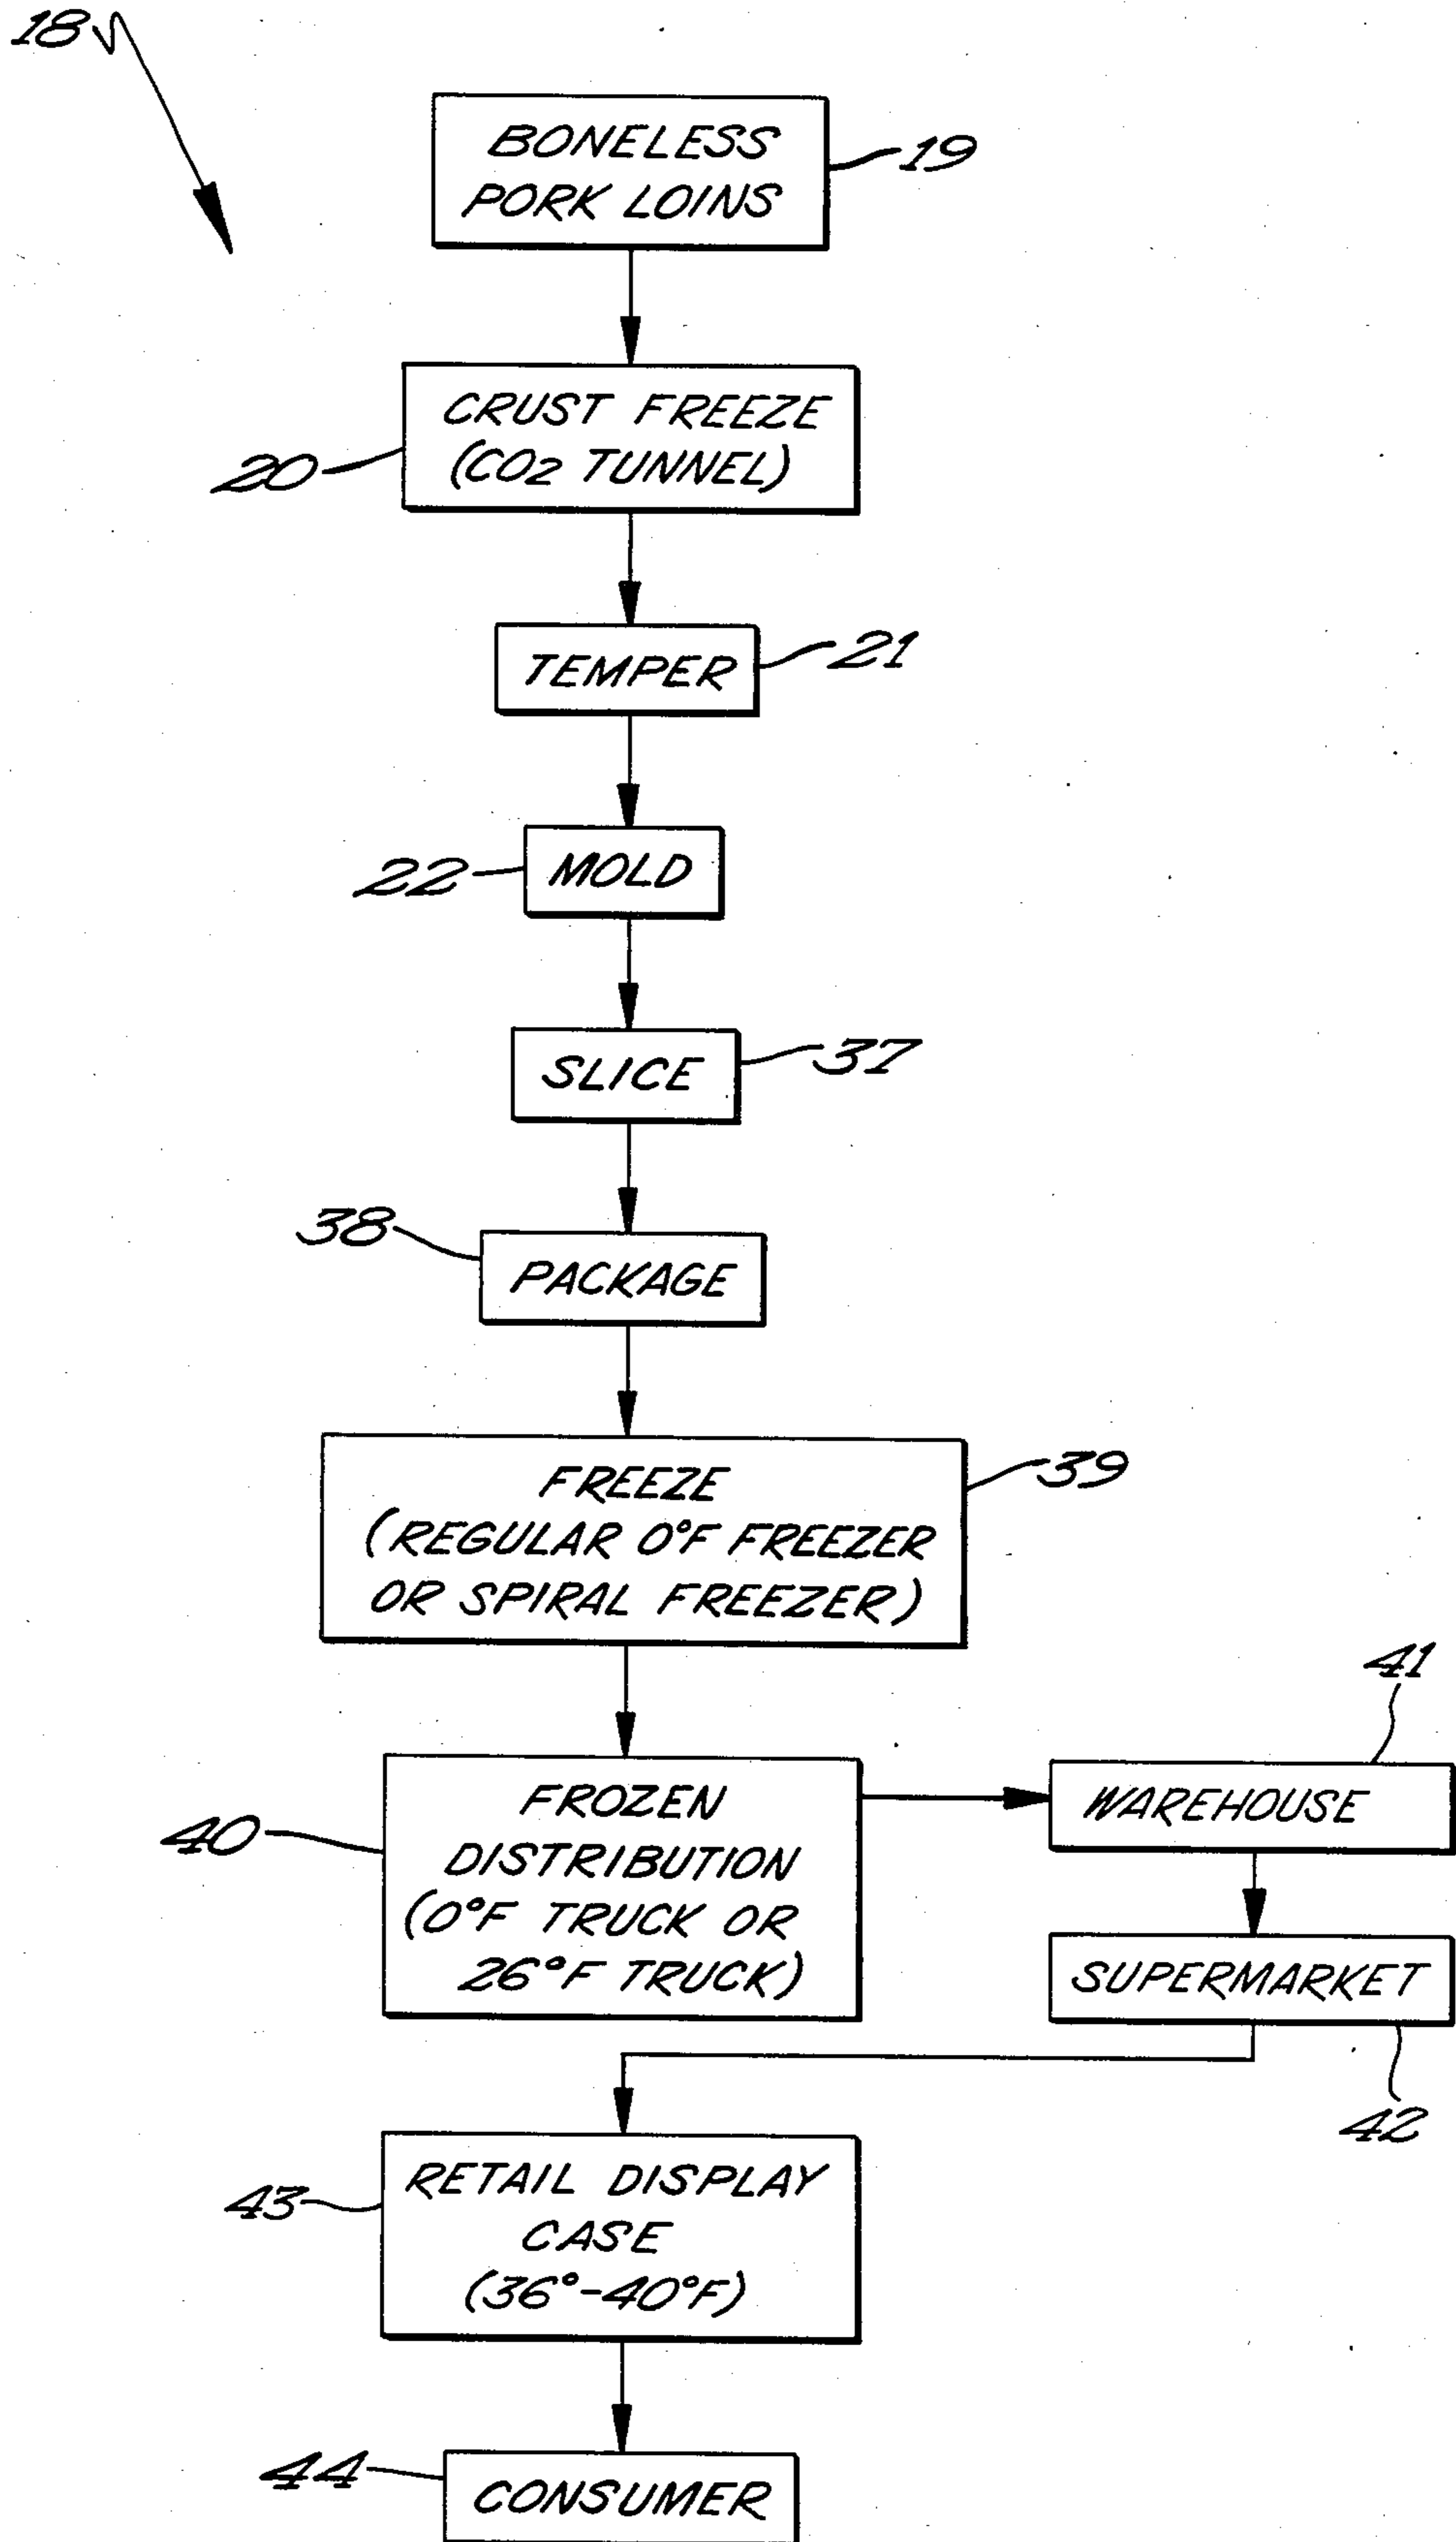 18
BONELESS
PORK LOINS
19
CRUST FREEZE
(CO2 TUNNEL)
20
TEMPER
21
MOLD
22
SLICE
37
PACKAGE
38
FREEZE
(REGULAR 0°F FREEZER
OR SPIRAL FREEZER)
39
FROZEN
DISTRIBUTION
(0°F TRUCK OR
26°F TRUCK)
40
WAREHOUSE
41
SUPERMARKET
42
RETAIL DISPLAY
CASE
(36°-40°F)
43
CONSUMER
44